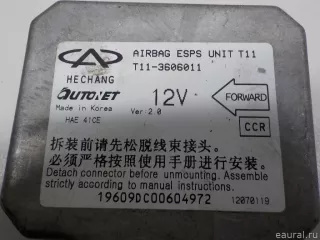 AIRBAG ESPS UNIT T11
T11-3606011
HECHANG
AUTONET
Made in Korea
HAE 41CE
12V
Ver: 2.0
FORWARD
CCR
拆装前请先松脱线束接头。
必须严格按照使用手册进行安装。
Detach connector before unmounting. Assemble
strictly according to manual instructions.
19609DC00604972
12070119
eaural.ru